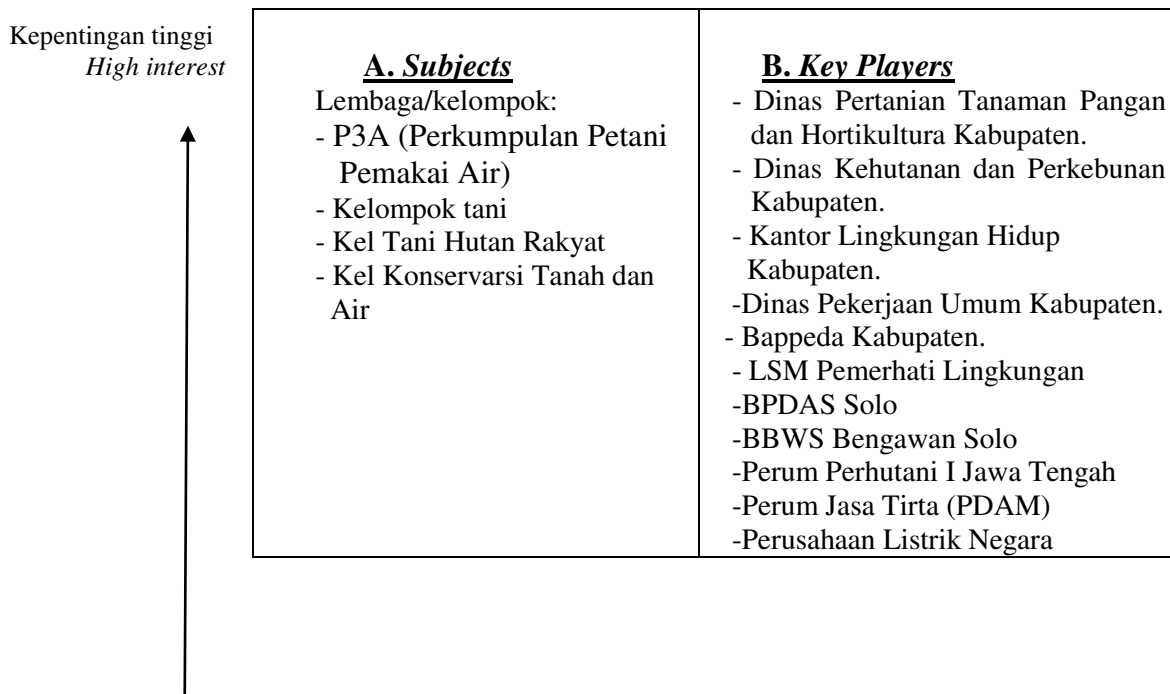 Kepentingan tinggi
High interest
A. Subjects
Lembaga/kelompok:
- P3A (Perkumpulan Petani
Pemakai Air)
- Kelompok tani
- Kel Tani Hutan Rakyat
- Kel Konservarsi Tanah dan
Air
B. Key Players
- Dinas Pertanian Tanaman Pangan
dan Hortikultura Kabupaten.
- Dinas Kehutanan dan Perkebunan
Kabupaten.
- Kantor Lingkungan Hidup
Kabupaten.
-Dinas Pekerjaan Umum Kabupaten.
- Bappeda Kabupaten.
- LSM Pemerhati Lingkungan
-BPDAS Solo
-BBWS Bengawan Solo
-Perum Perhutani I Jawa Tengah
-Perum Jasa Tirta (PDAM)
-Perusahaan Listrik Negara